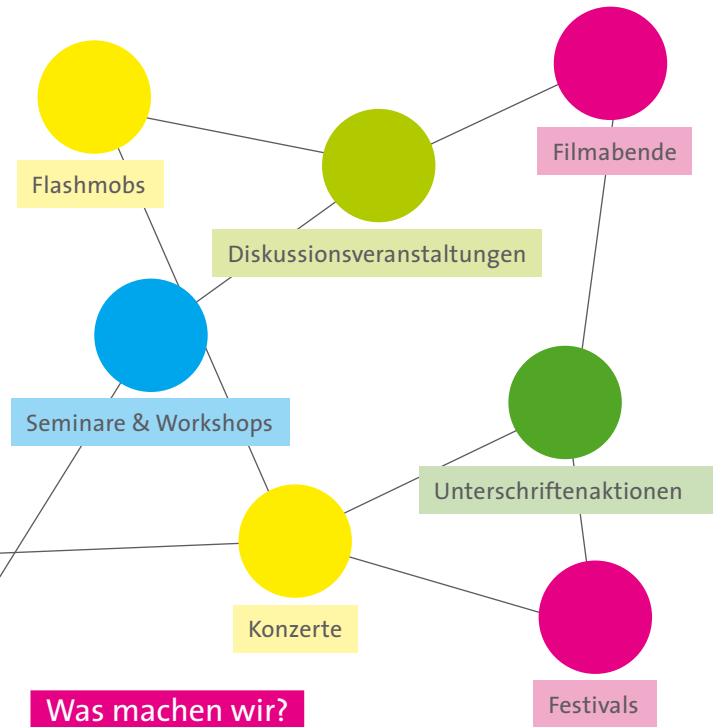 Filmabende
Flashmobs
Diskussionsveranstaltungen
Seminare & Workshops
Unterschriftenaktionen
Konzerte
Festivals
Was machen wir?